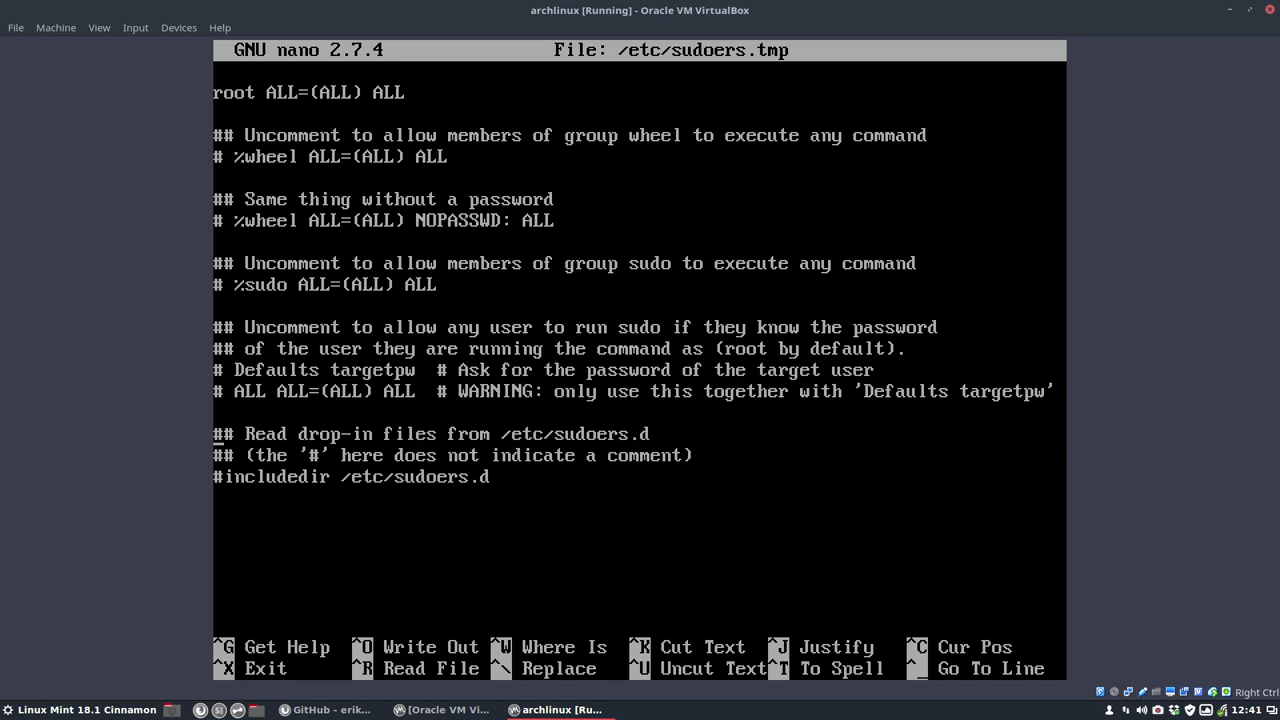 archlinux [Running] - Oracle VM VirtualBox
File Machine View Input Devices Help
GNU nano 2.7.4 File: /etc/sudoers.tmp
root ALL=(ALL) ALL
## Uncomment to allow members of group wheel to execute any command
# %wheel ALL=(ALL) ALL
## Same thing without a password
# %wheel ALL=(ALL) NOPASSWD: ALL
## Uncomment to allow members of group sudo to execute any command
# %sudo ALL=(ALL) ALL
## Uncomment to allow any user to run sudo if they know the password
## of the user they are running the command as (root by default).
# Defaults targetpw # Ask for the password of the target user
# ALL ALL=(ALL) ALL # WARNING: only use this together with 'Defaults targetpw'
## Read drop-in files from /etc/sudoers.d
## (the '#' here does not indicate a comment)
#includedir /etc/sudoers.d
^G Get Help ^O Write Out ^W Where Is ^K Cut Text ^J Justify ^C Cur Pos
^X Exit ^R Read File ^\ Replace ^U Uncut Text ^T To Spell ^_ Go To Line
Right Ctrl
Linux Mint 18.1 Cinnamon GitHub - erik... [Oracle VM Vi... archlinux [Ru... 12:41